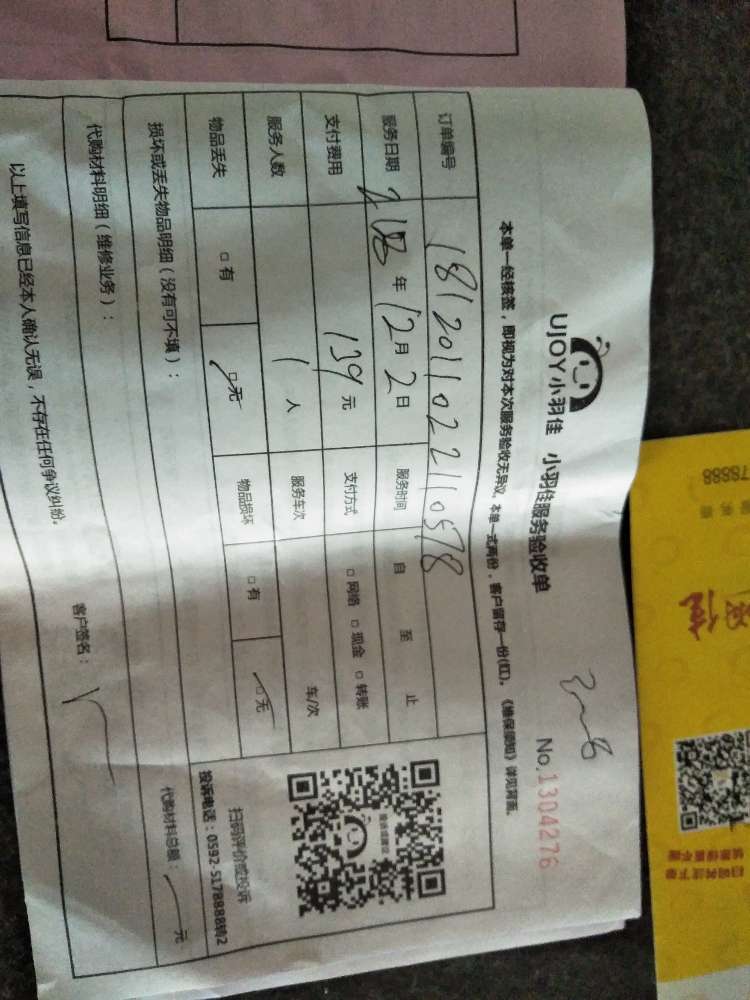 UJOY小羽佳 小羽佳服务验收单
No.1304276
本单一经核签，即视为对本次服务验收无异议。本单一式两份，客户留存一份(红)。《维保须知》详见背面。
订单编号 1812011022110578
服务日期 年12月2日 服务时间 自 至 止
支付费用 139元 支付方式 □网络 □现金 □转账
服务人数 1人 服务车次 车/次
物品丢失 □有 □无 物品损坏 □有 □无
扫码评价或投诉
投诉电话：0592-5178888转2
损坏或丢失物品明细（没有可不填）：
代购材料明细（维修业务）： 代购材料总额： 元
以上填写信息已经本人确认无误，不存在任何争议纠纷。 客户签名：
78888
扫码关注下单